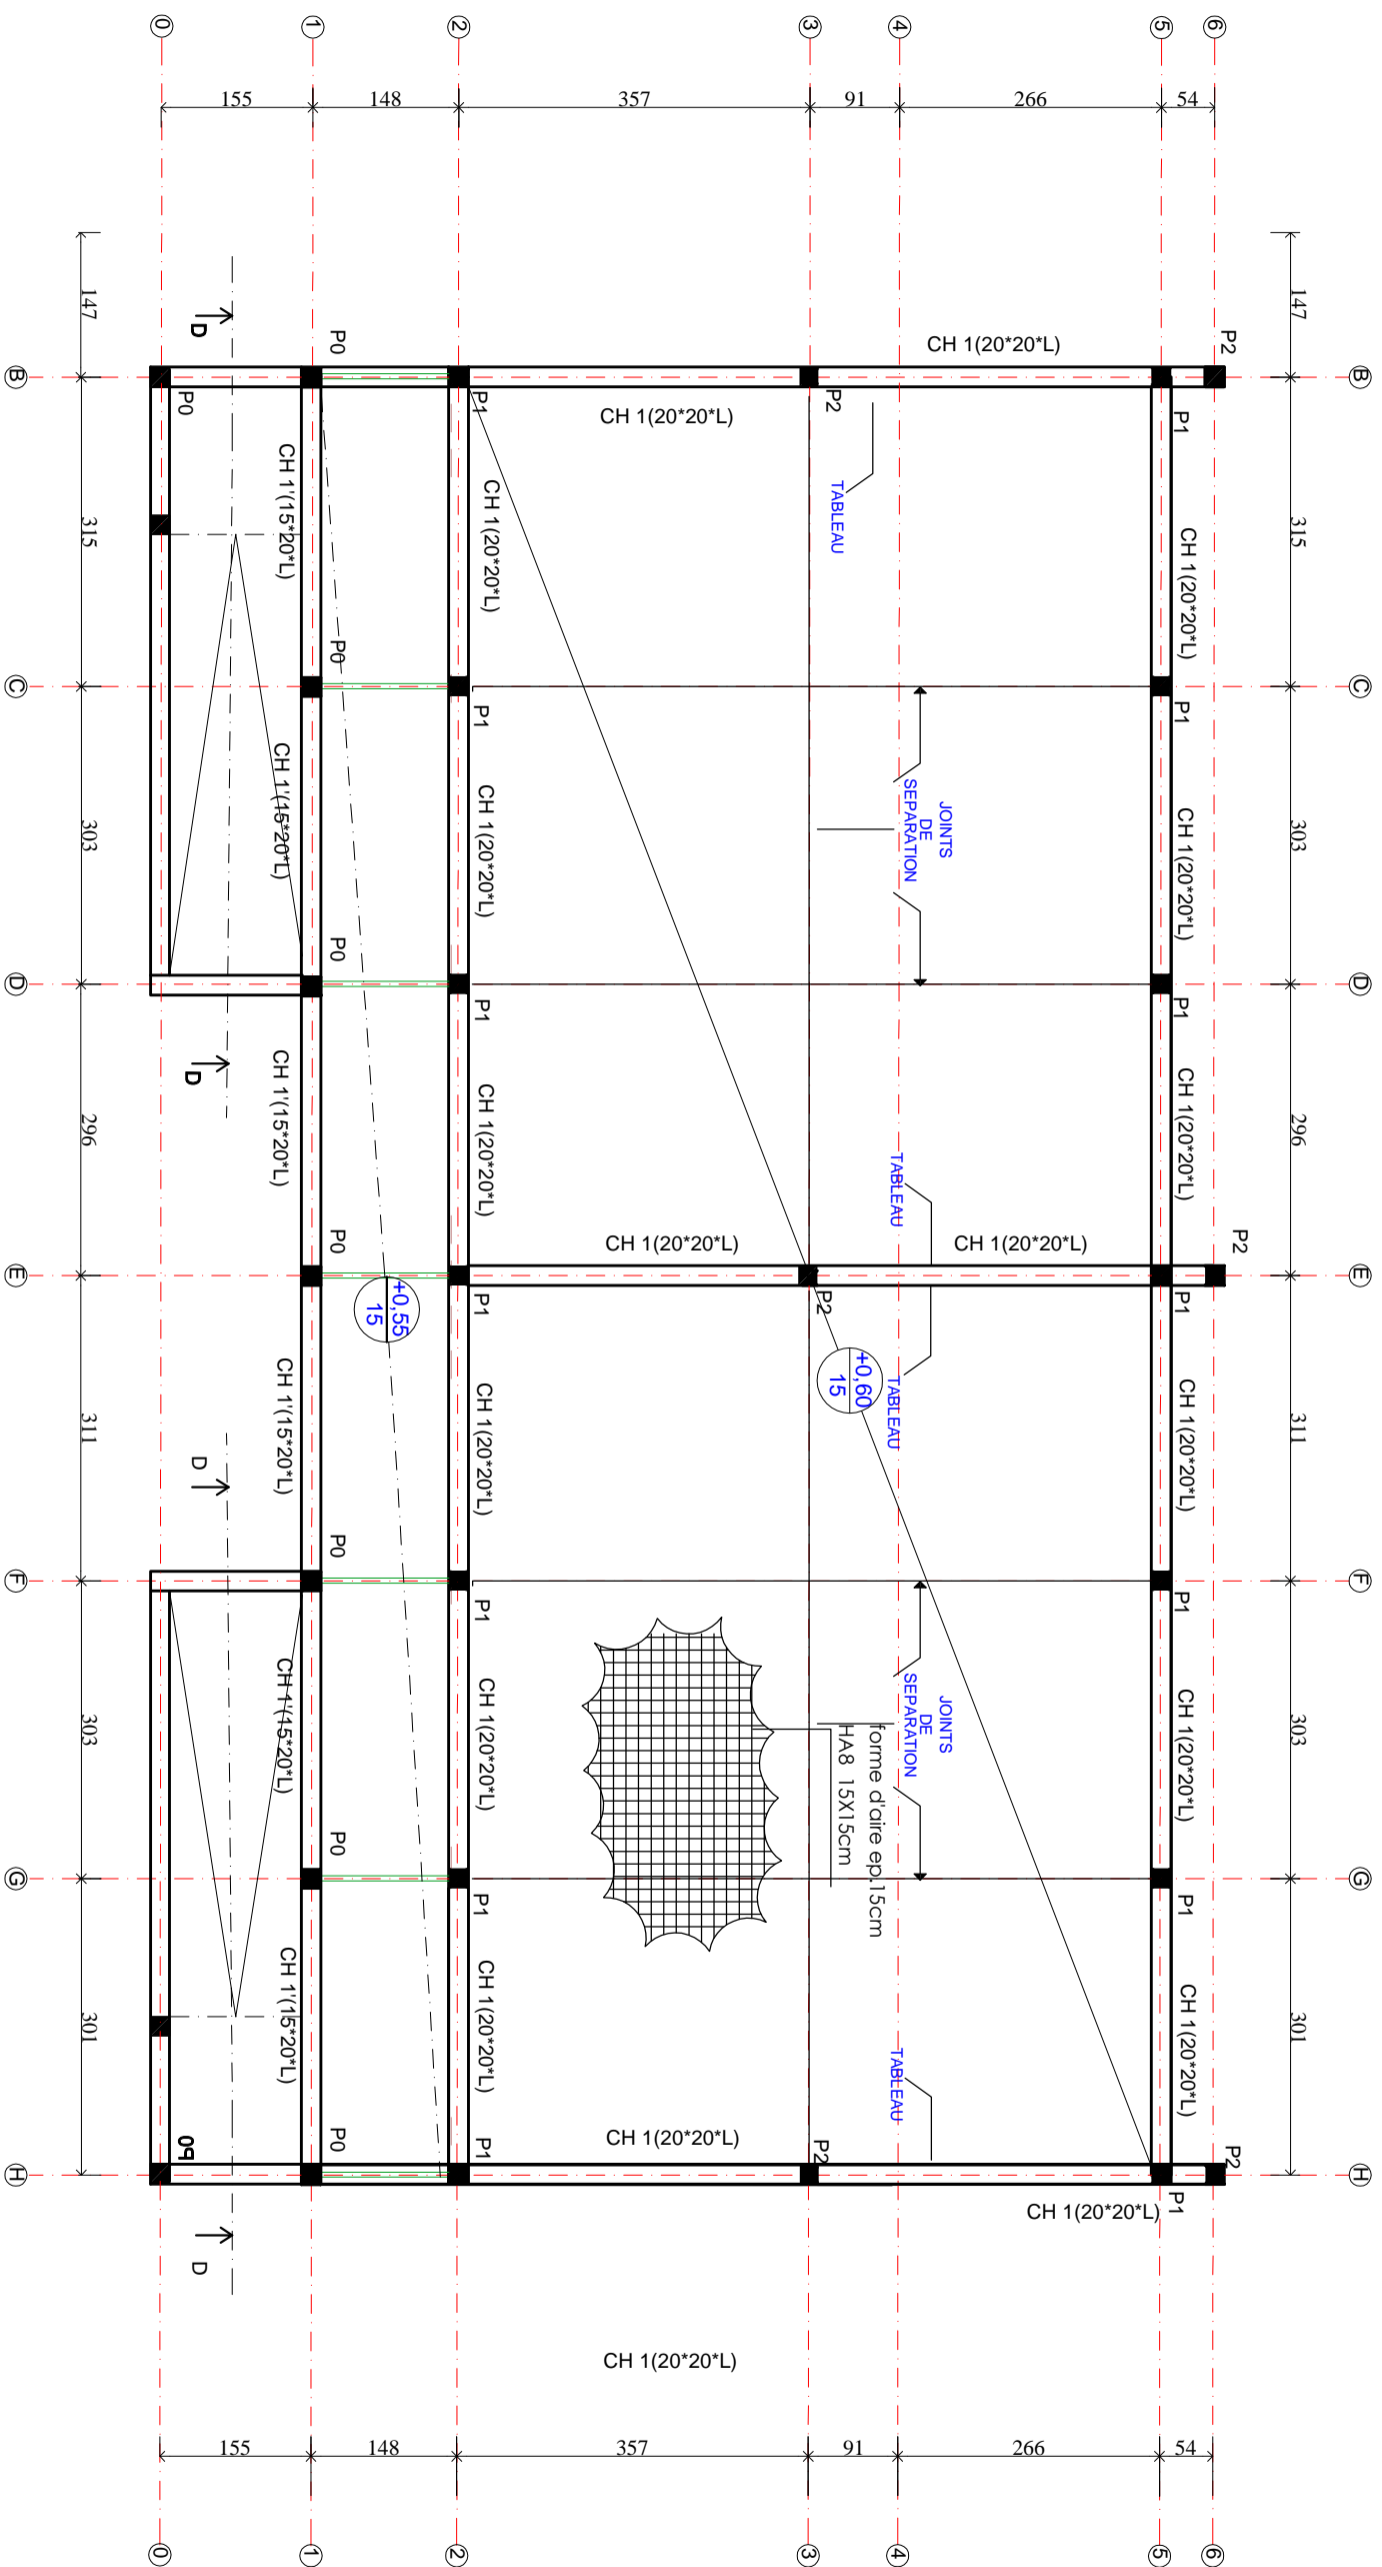 0
1
2
3
4
5
6
155
148
357
91
266
54
147
147
D
P0
CH 1(20*20*L)
P2
B
B
P0
P1
CH 1(20*20*L)
P2
P1
CH 1'(15*20*L)
CH 1(20*20*L)
TABLEAU
CH 1(20*20*L)
315
315
P0
C
C
P1
P1
CH 1'(15*20*L)
CH 1(20*20*L)
JOINTS
DE
SEPARATION
CH 1(20*20*L)
303
303
P0
D
D
P1
P1
D
CH 1'(15*20*L)
CH 1(20*20*L)
CH 1(20*20*L)
296
296
TABLEAU
P0
CH 1(20*20*L)
CH 1(20*20*L)
P2
E
E
P1
P2
P1
+0,55
15
+0,60
15
TABLEAU
CH 1'(15*20*L)
CH 1(20*20*L)
CH 1(20*20*L)
311
311
D
P0
F
F
P1
P1
CH 1'(15*20*L)
CH 1(20*20*L)
JOINTS
DE
SEPARATION
forme d'aire ep.15cm
HA8 15X15cm
CH 1(20*20*L)
303
303
P0
G
G
P1
P1
CH 1'(15*20*L)
CH 1(20*20*L)
CH 1(20*20*L)
301
301
TABLEAU
P0
P0
P1
CH 1(20*20*L)
P2
P2
H
H
P1
CH 1(20*20*L)
D
CH 1(20*20*L)
155
148
357
91
266
54
0
1
2
3
4
5
6